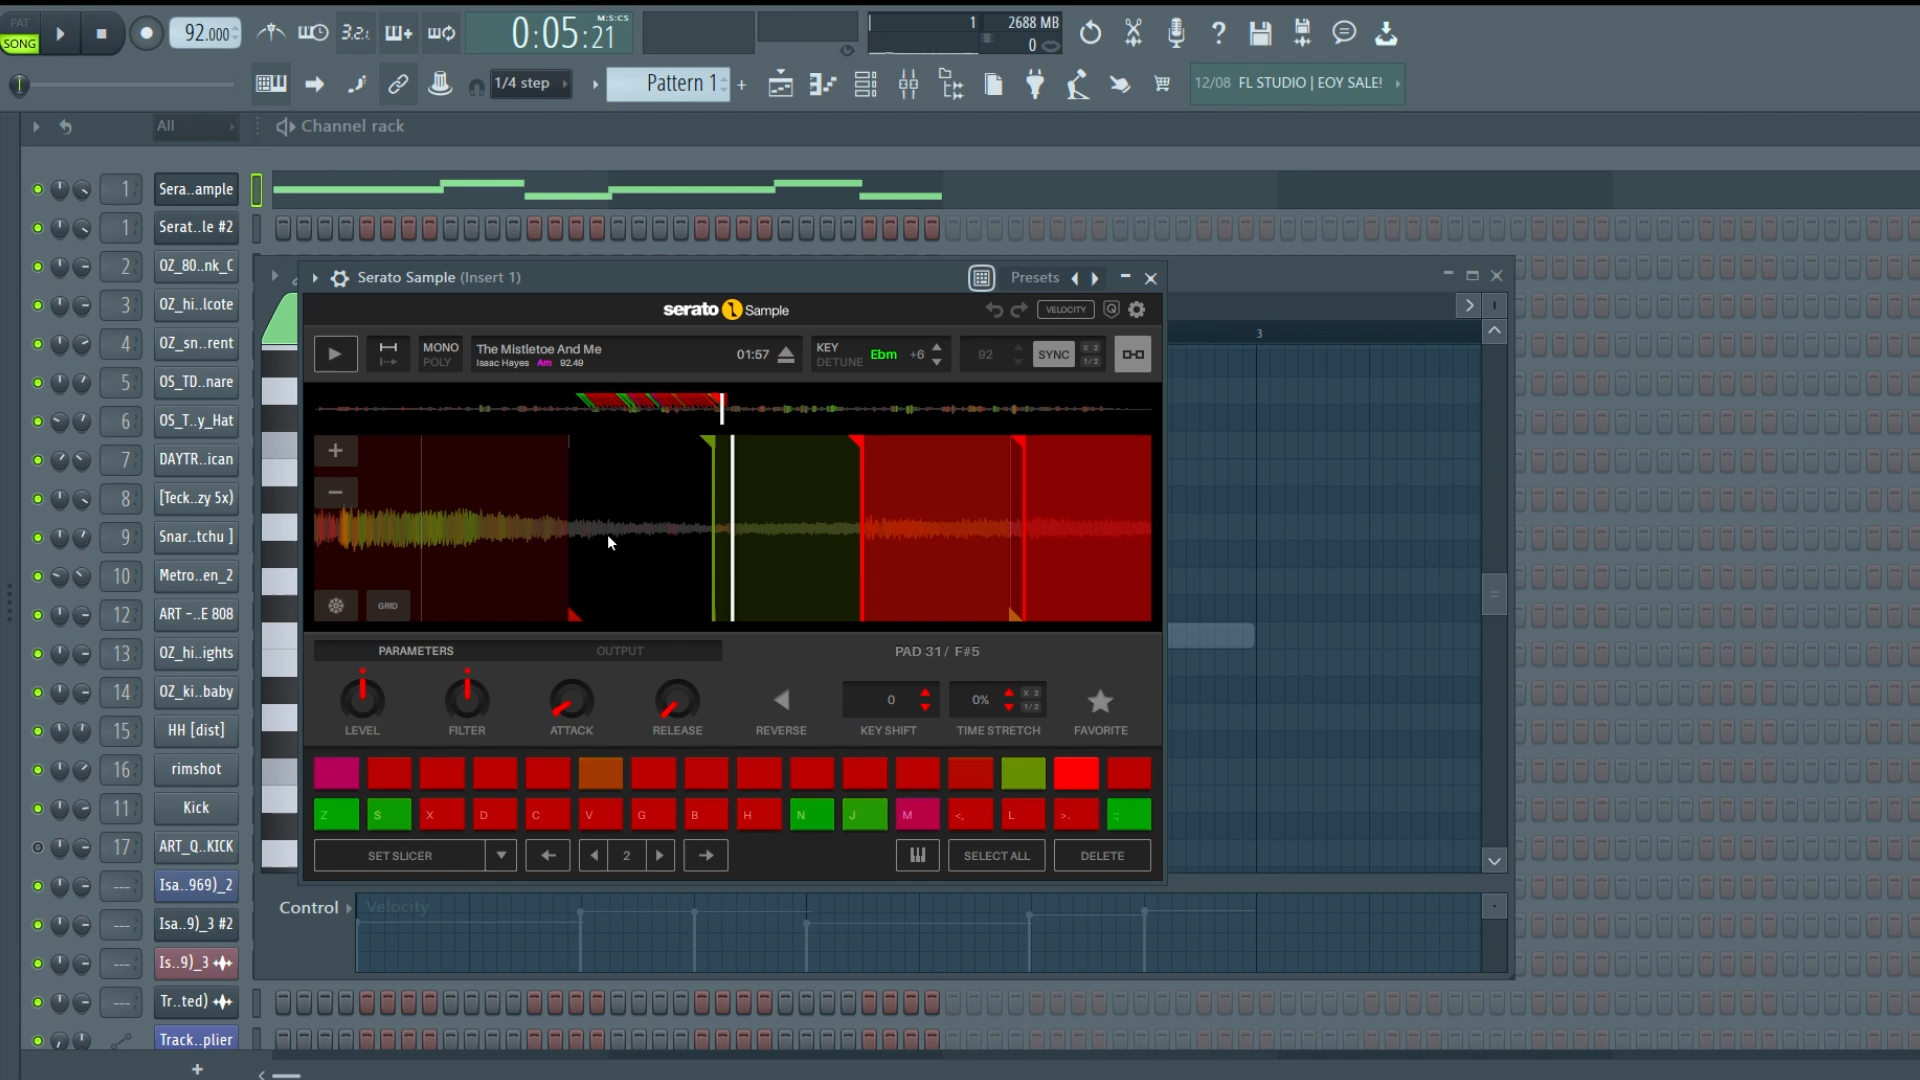 PAT
SONG
92.000
3.2.
M:S:CS
0:05:21
1
2688 MB
0
1/4 step
Pattern 1
+
12/08 FL STUDIO | EOY SALE!
All
Channel rack
1 Sera..ample
1 Serat..le #2
2 OZ_80..nk_C
3 OZ_hi..lcote
4 OZ_sn..rent
5 OS_TD..nare
6 OS_T..y_Hat
7 DAYTR..ican
8 [Teck..zy 5x)
9 Snar..tchu ]
10 Metro..en_2
12 ART -..E 808
13 OZ_hi..ights
14 OZ_ki..baby
15 HH [dist]
16 rimshot
11 Kick
17 ART_Q..KICK
--- Isa..969)_2
--- Isa..9)_3 #2
--- Is..9)_3
--- Tr..ted)
Track..plier
+
Serato Sample (Insert 1)
Presets
serato Sample
VELOCITY
MONO
POLY
The Mistletoe And Me
Isaac Hayes Am 92.49
01:57
KEY
DETUNE
Ebm +6
92
SYNC
X 2
1/2
3
GRID
PARAMETERS
OUTPUT
PAD 31/ F#5
0
0%
X 2
1/2
LEVEL
FILTER
ATTACK
RELEASE
REVERSE
KEY SHIFT
TIME STRETCH
FAVORITE
Z S X D C V G B H N J M <, L >. :;
SET SLICER
2
SELECT ALL
DELETE
Control
Velocity